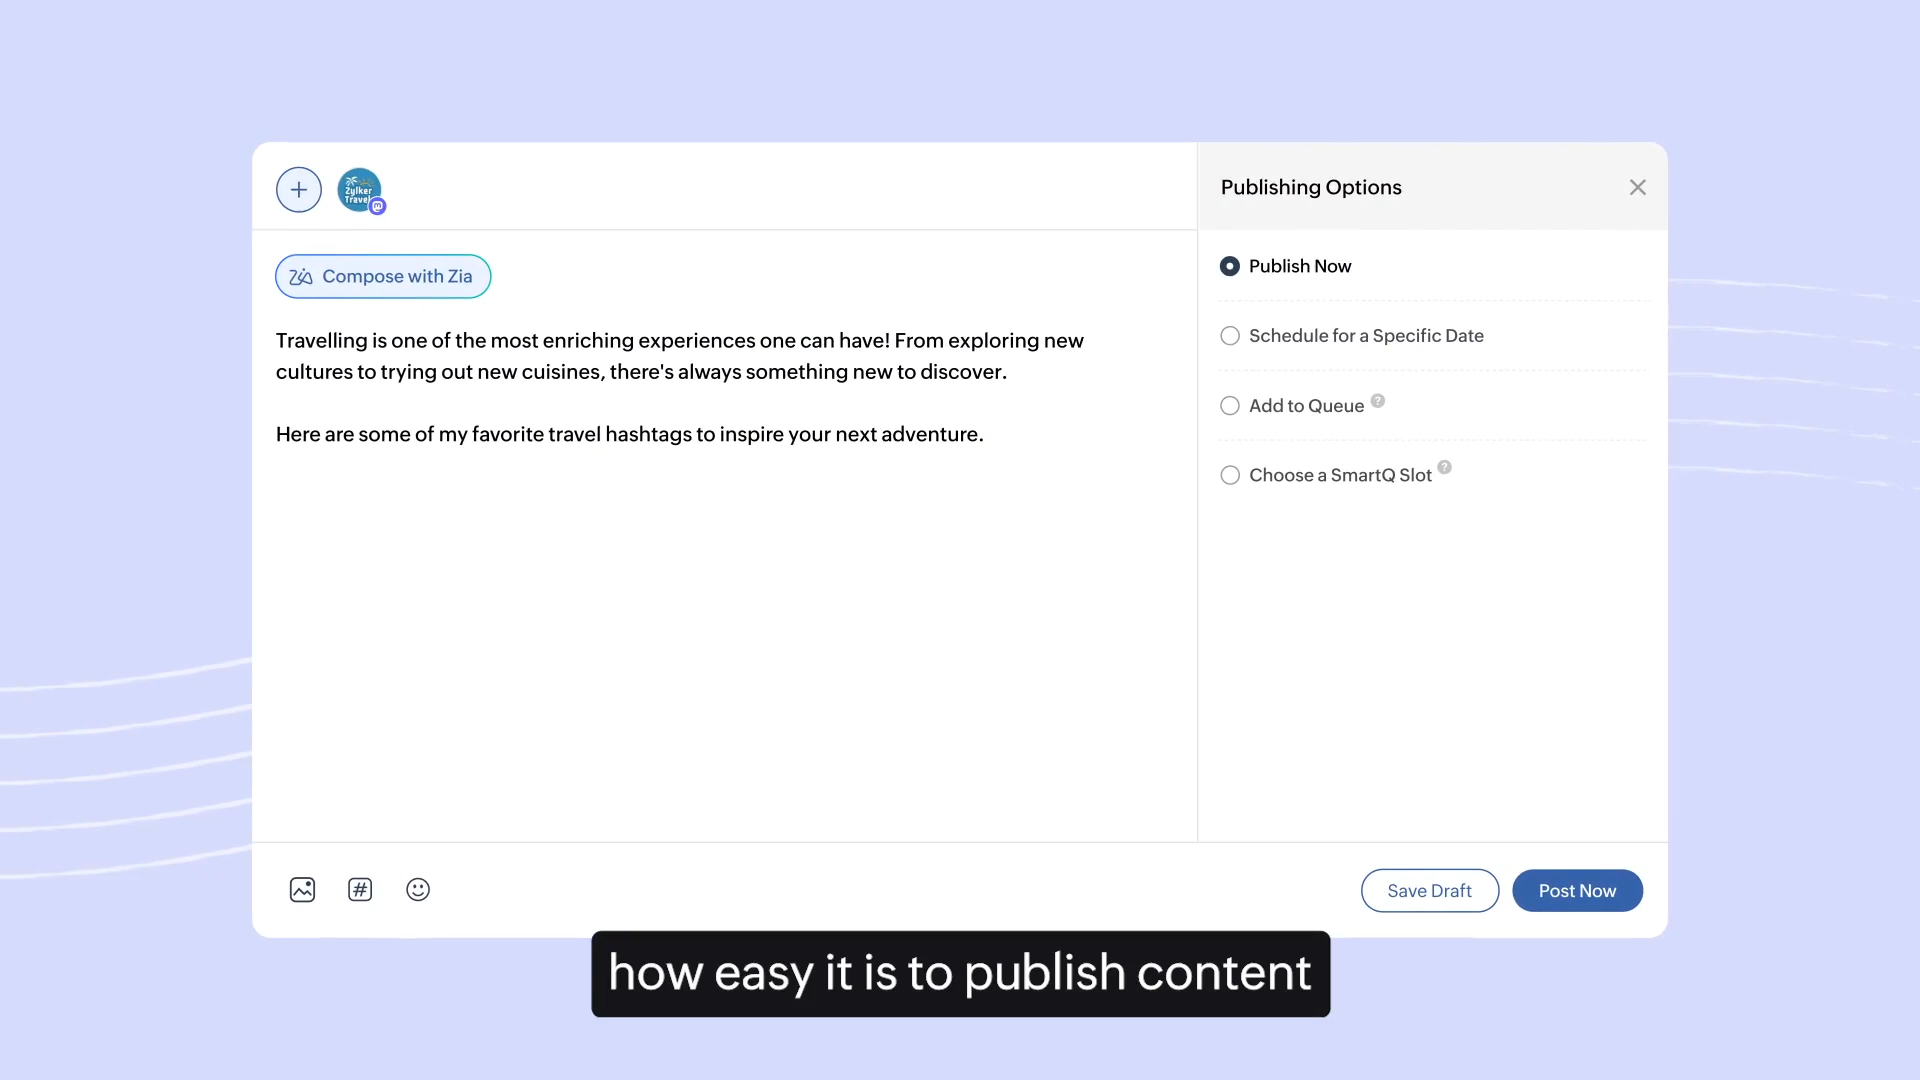 Zylker
Travel
Publishing Options
Compose with Zia
Publish Now
Travelling is one of the most enriching experiences one can have! From exploring new
cultures to trying out new cuisines, there's always something new to discover.
Here are some of my favorite travel hashtags to inspire your next adventure.
Schedule for a Specific Date
Add to Queue ?
Choose a SmartQ Slot ?
Save Draft
Post Now
how easy it is to publish content